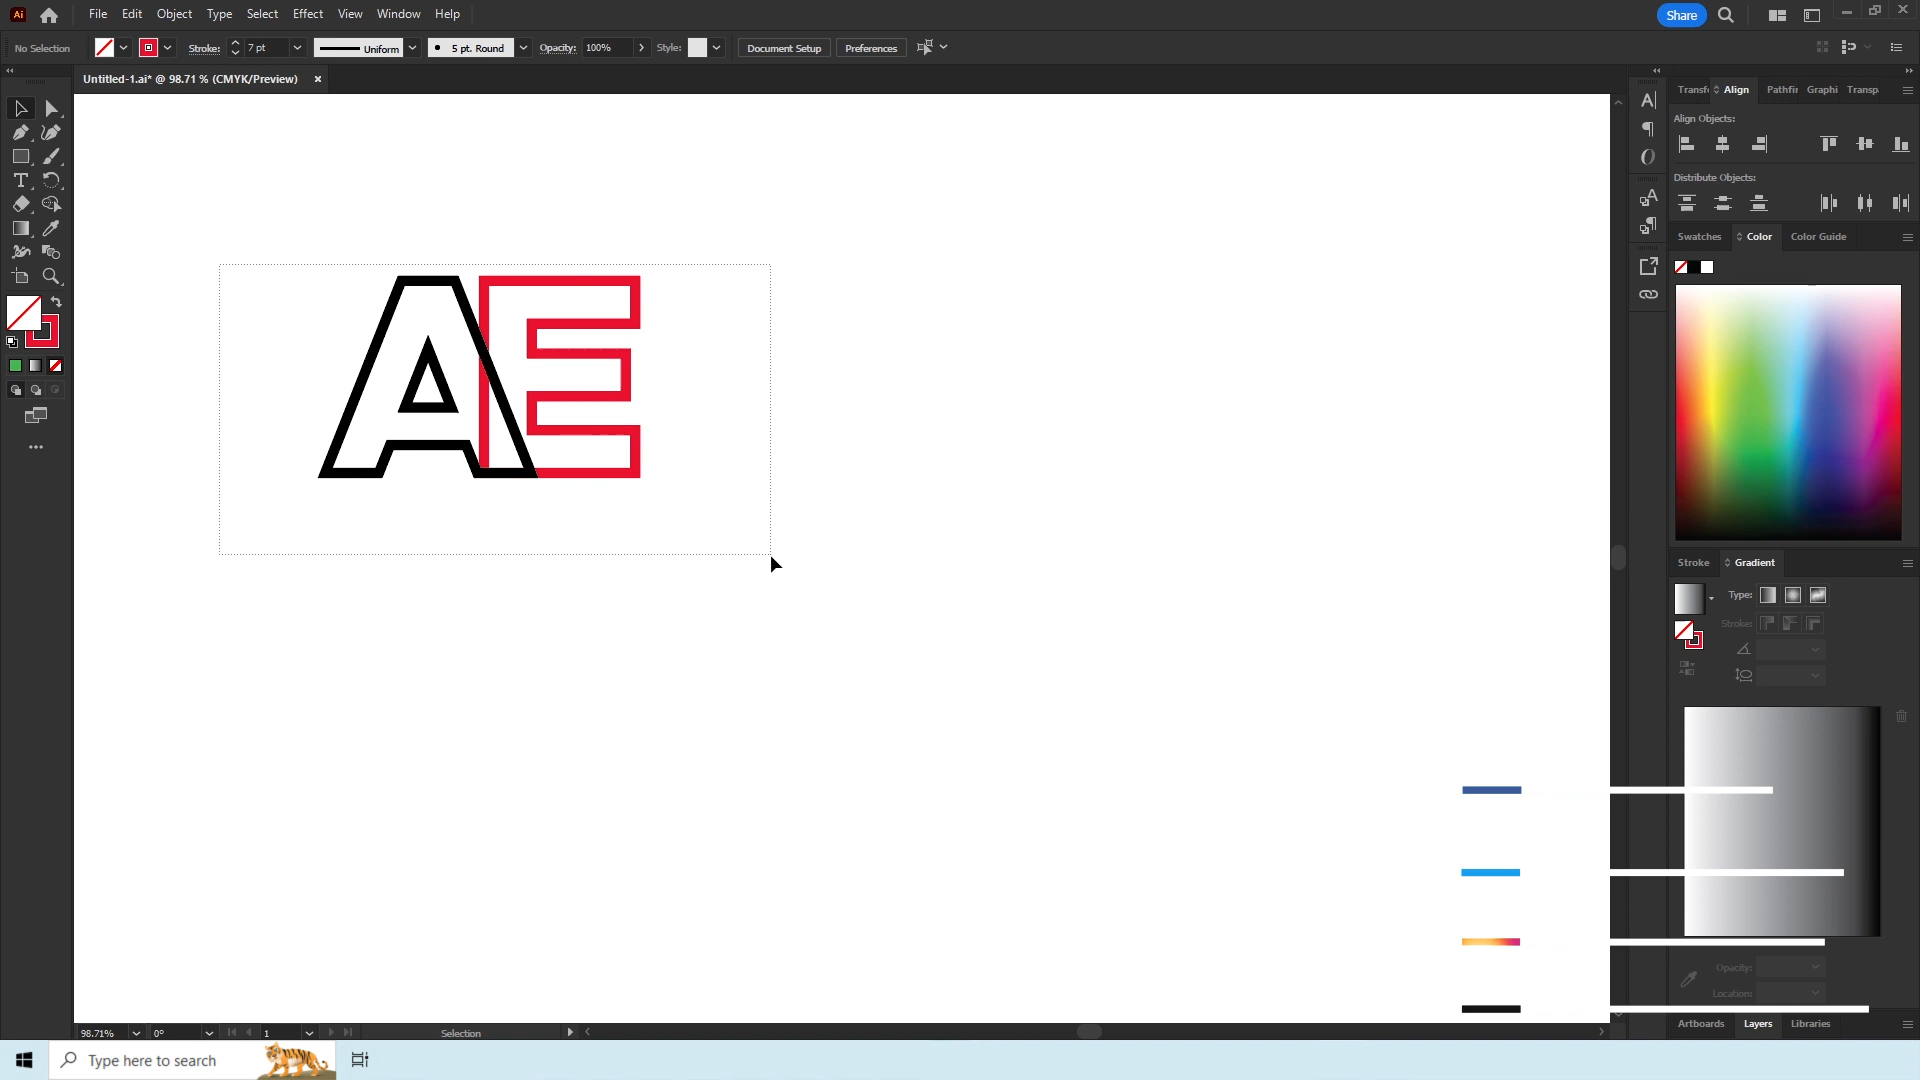 Ai File Edit Object Type Select Effect View Window Help Share
No Selection Stroke: 7 pt Uniform 5 pt. Round Opacity: 100% Style: Document Setup Preferences
Untitled-1.ai* @ 98.71 % (CMYK/Preview) ×
Transf Align Pathfi Graphi Transp
Align Objects:
Distribute Objects:
Swatches Color Color Guide
AE
Stroke Gradient
Type:
Stroke:
Opacity:
Location:
Artboards Layers Libraries
98.71% 0° 1 Selection
Type here to search